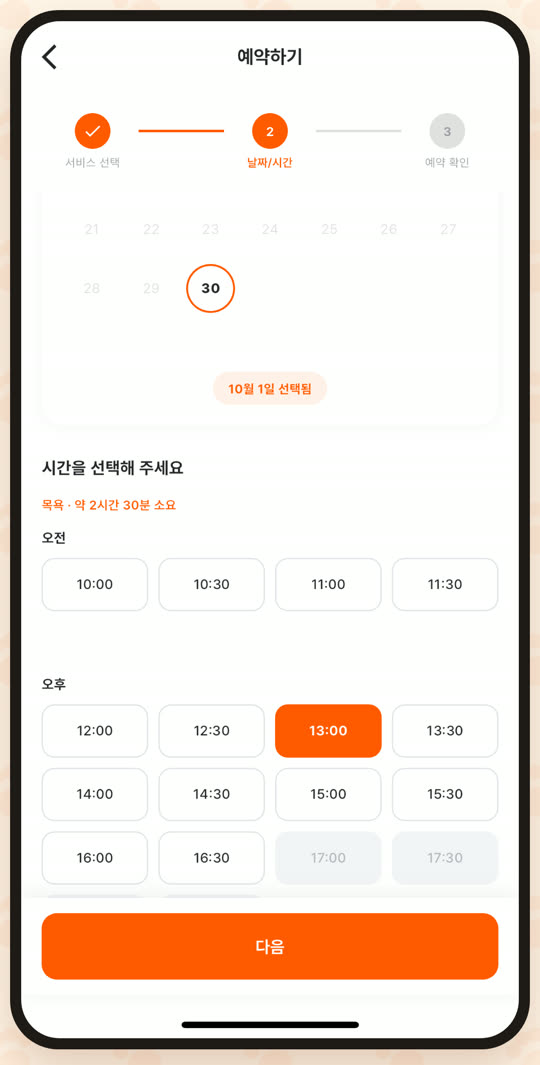 예약하기
2 3
서비스 선택 날짜/시간 예약 확인
21 22 23 24 25 26 27
28 29 30
10월 1일 선택됨
시간을 선택해 주세요
목욕 · 약 2시간 30분 소요
오전
10:00 10:30 11:00 11:30
오후
12:00 12:30 13:00 13:30
14:00 14:30 15:00 15:30
16:00 16:30 17:00 17:30
다음